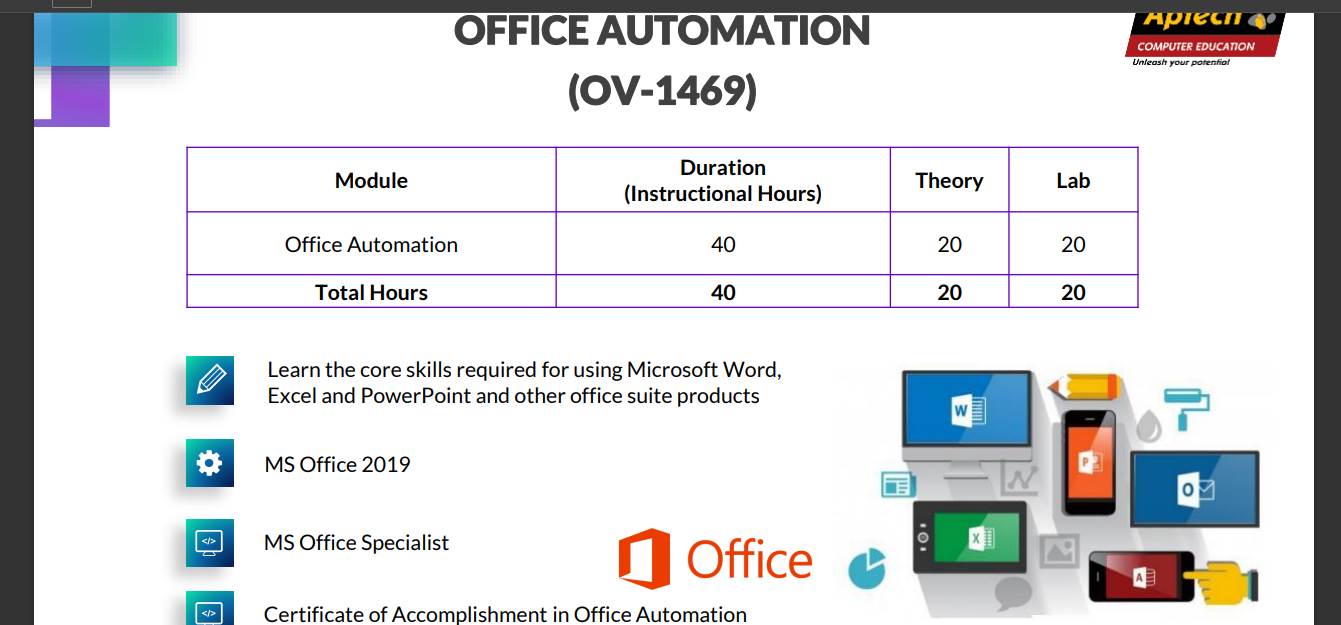 OFFICE AUTOMATION
(OV-1469)
Aptech
COMPUTER EDUCATION
Unleash your potential
Module
Duration
(Instructional Hours)
Theory
Lab
Office Automation
40
20
20
Total Hours
40
20
20
Learn the core skills required for using Microsoft Word,
Excel and PowerPoint and other office suite products
MS Office 2019
</>
MS Office Specialist
Office
</>
Certificate of Accomplishment in Office Automation
W
P
O
X
A